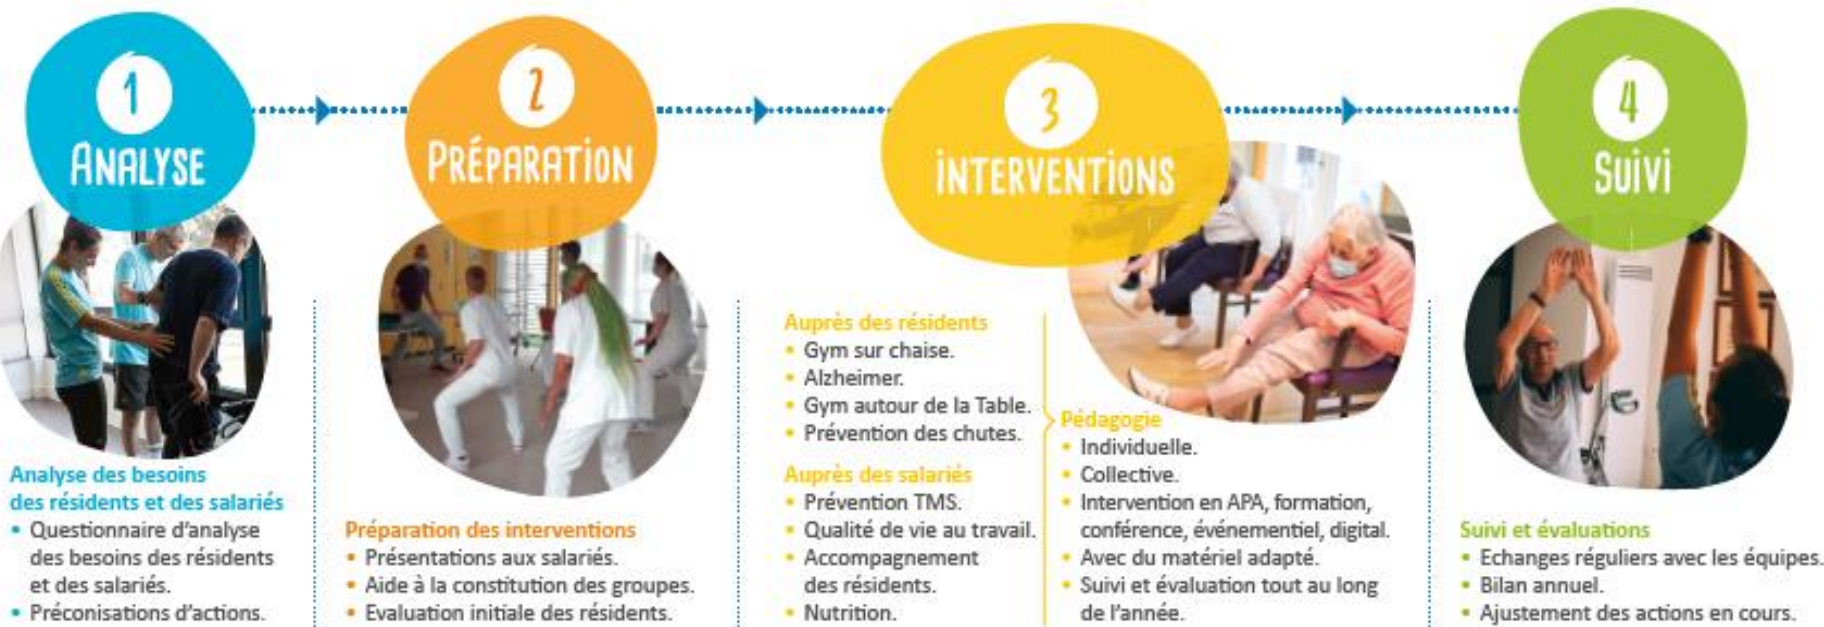 1
ANALYSE
Analyse des besoins
des résidents et des salariés
• Questionnaire d'analyse
des besoins des résidents
et des salariés.
• Préconisations d'actions.
2
PRÉPARATION
Préparation des interventions
• Présentations aux salariés.
• Aide à la constitution des groupes.
• Evaluation initiale des résidents.
3
INTERVENTIONS
Auprès des résidents
• Gym sur chaise.
• Alzheimer.
• Gym autour de la Table.
• Prévention des chutes.
Auprès des salariés
• Prévention TMS.
• Qualité de vie au travail.
• Accompagnement
des résidents.
• Nutrition.
Pédagogie
• Individuelle.
• Collective.
• Intervention en APA, formation,
conférence, événementiel, digital.
• Avec du matériel adapté.
• Suivi et évaluation tout au long
de l'année.
4
SUIVI
Suivi et évaluations
• Echanges réguliers avec les équipes.
• Bilan annuel.
• Ajustement des actions en cours.